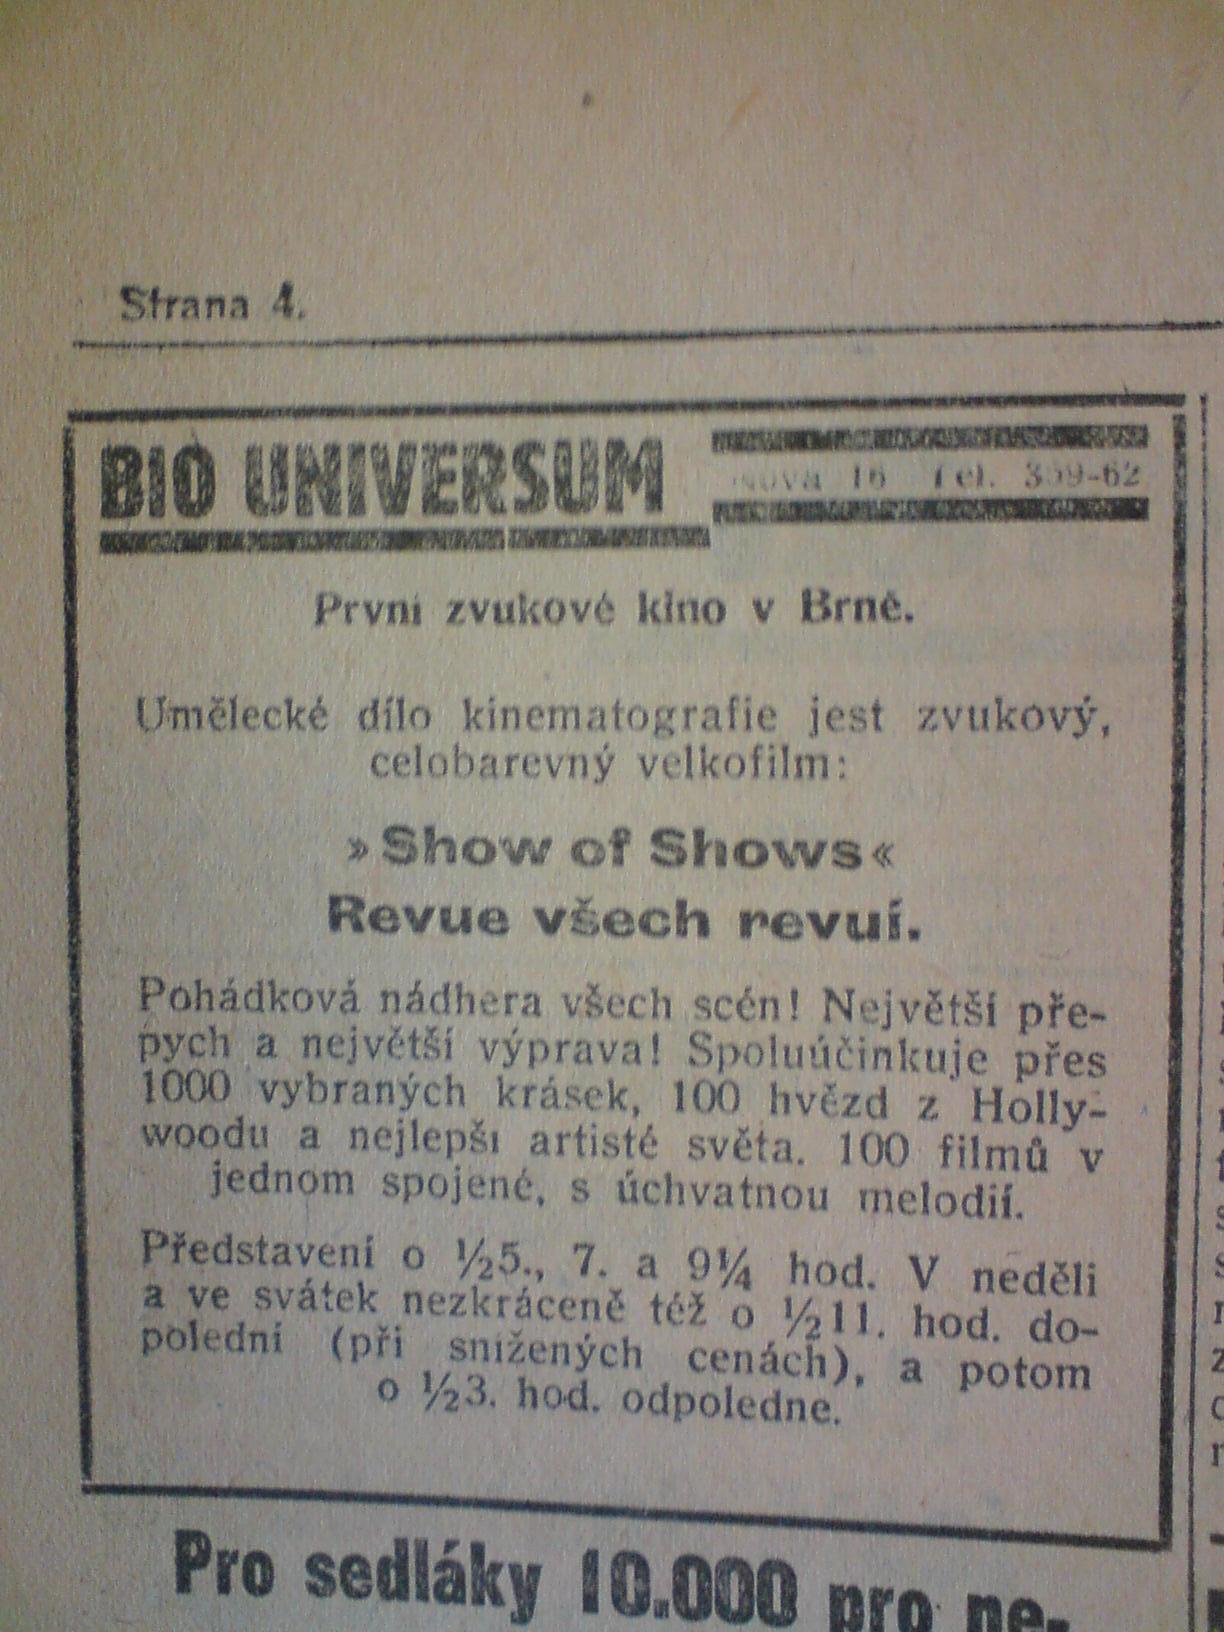 Strana 4.
BIO UNIVERSUM
16 Tel. 359-62
První zvukové kino v Brně.
Umělecké dílo kinematografie jest zvukový,
celobarevný velkofilm:
»Show of Shows«
Revue všech revuí.
Pohádková nádhera všech scén! Největší pře-
pych a největší výprava! Spoluúčinkuje přes
1000 vybraných krásek, 100 hvězd z Holly-
woodu a nejlepší artisté světa. 100 filmů v
jednom spojené, s úchvatnou melodií.
Představení o ½5., 7. a 9¼ hod. V neděli
a ve svátek nezkráceně též o ½11. hod. do-
polední (při snížených cenách), a potom
o ½3. hod. odpoledne.
Pro sedláky 10.000 pro ne-